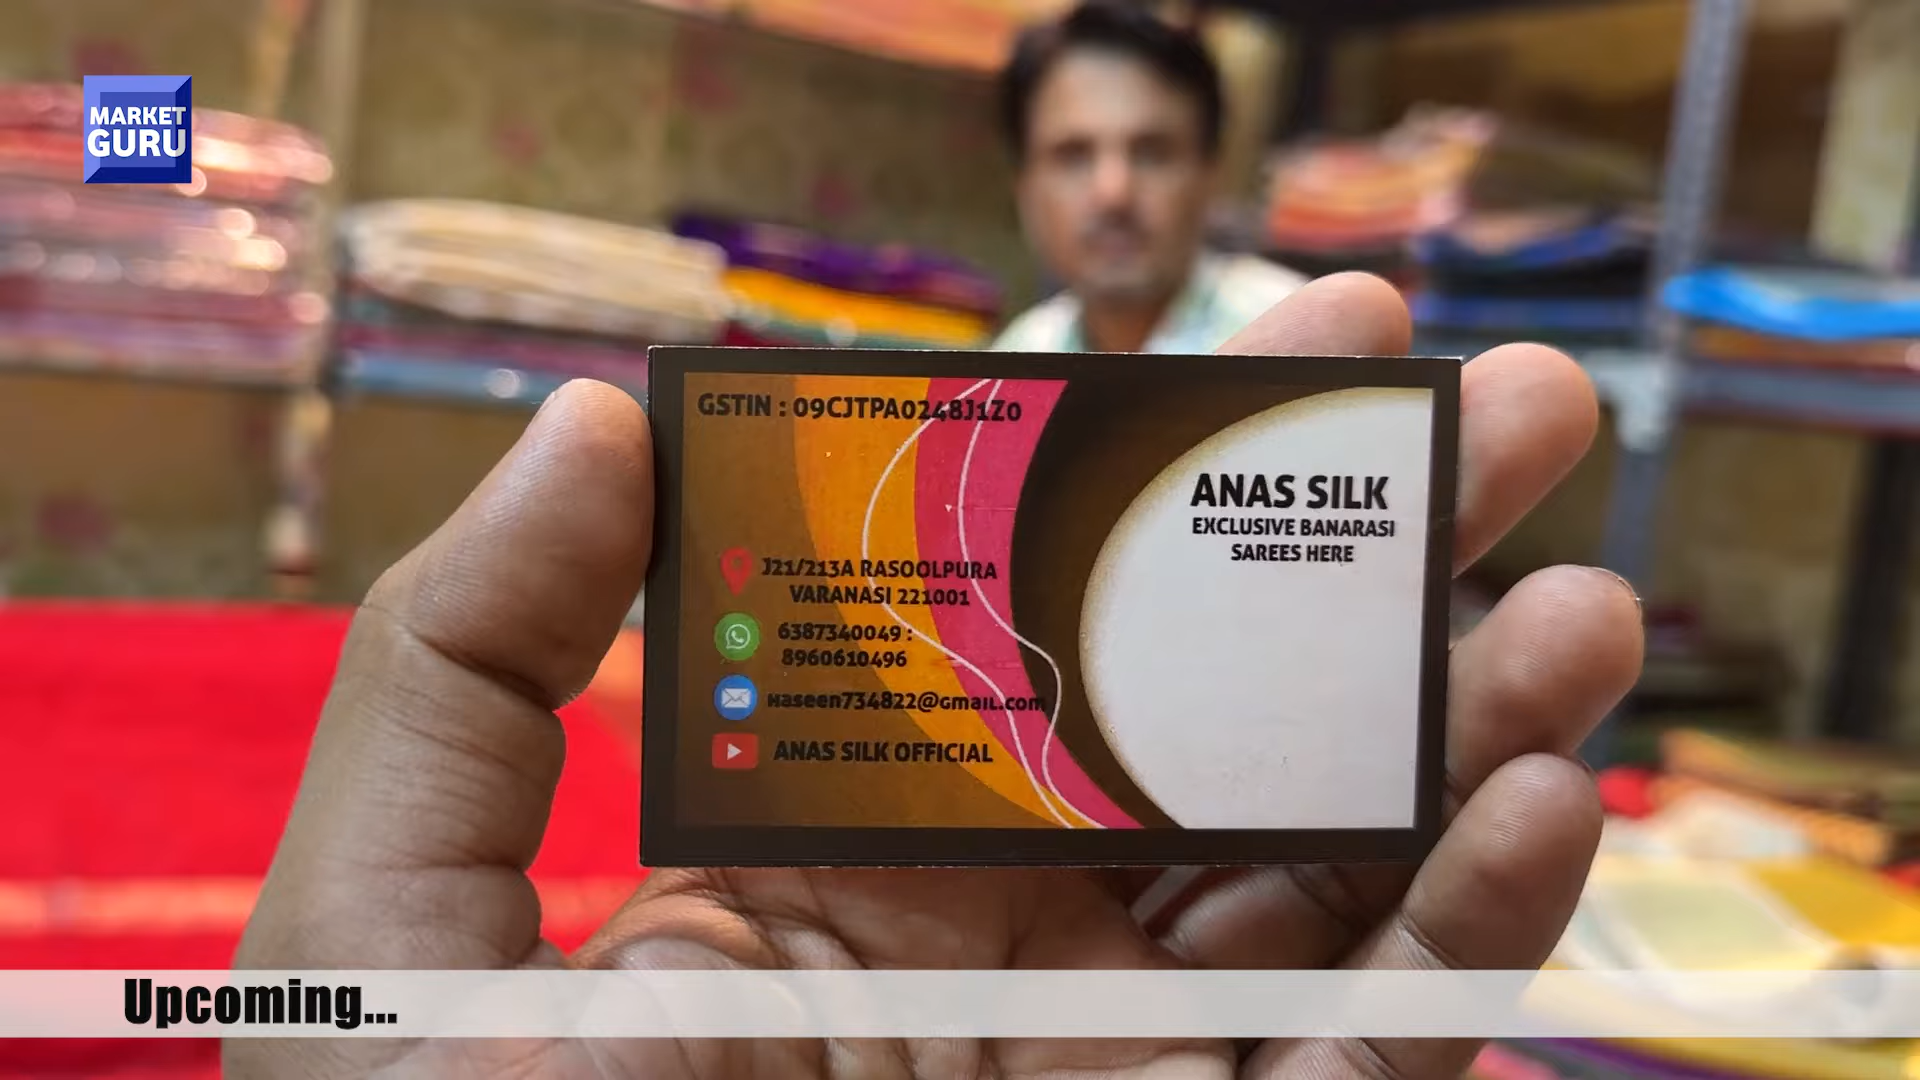 MARKET
GURU
GSTIN : 09CJTPA0248J1Z0
ANAS SILK
EXCLUSIVE BANARASI
SAREES HERE
J21/213A RASOOLPURA
VARANASI 221001
6387340049 :
8960610496
Haseen734822@gmail.com
ANAS SILK OFFICIAL
Upcoming...